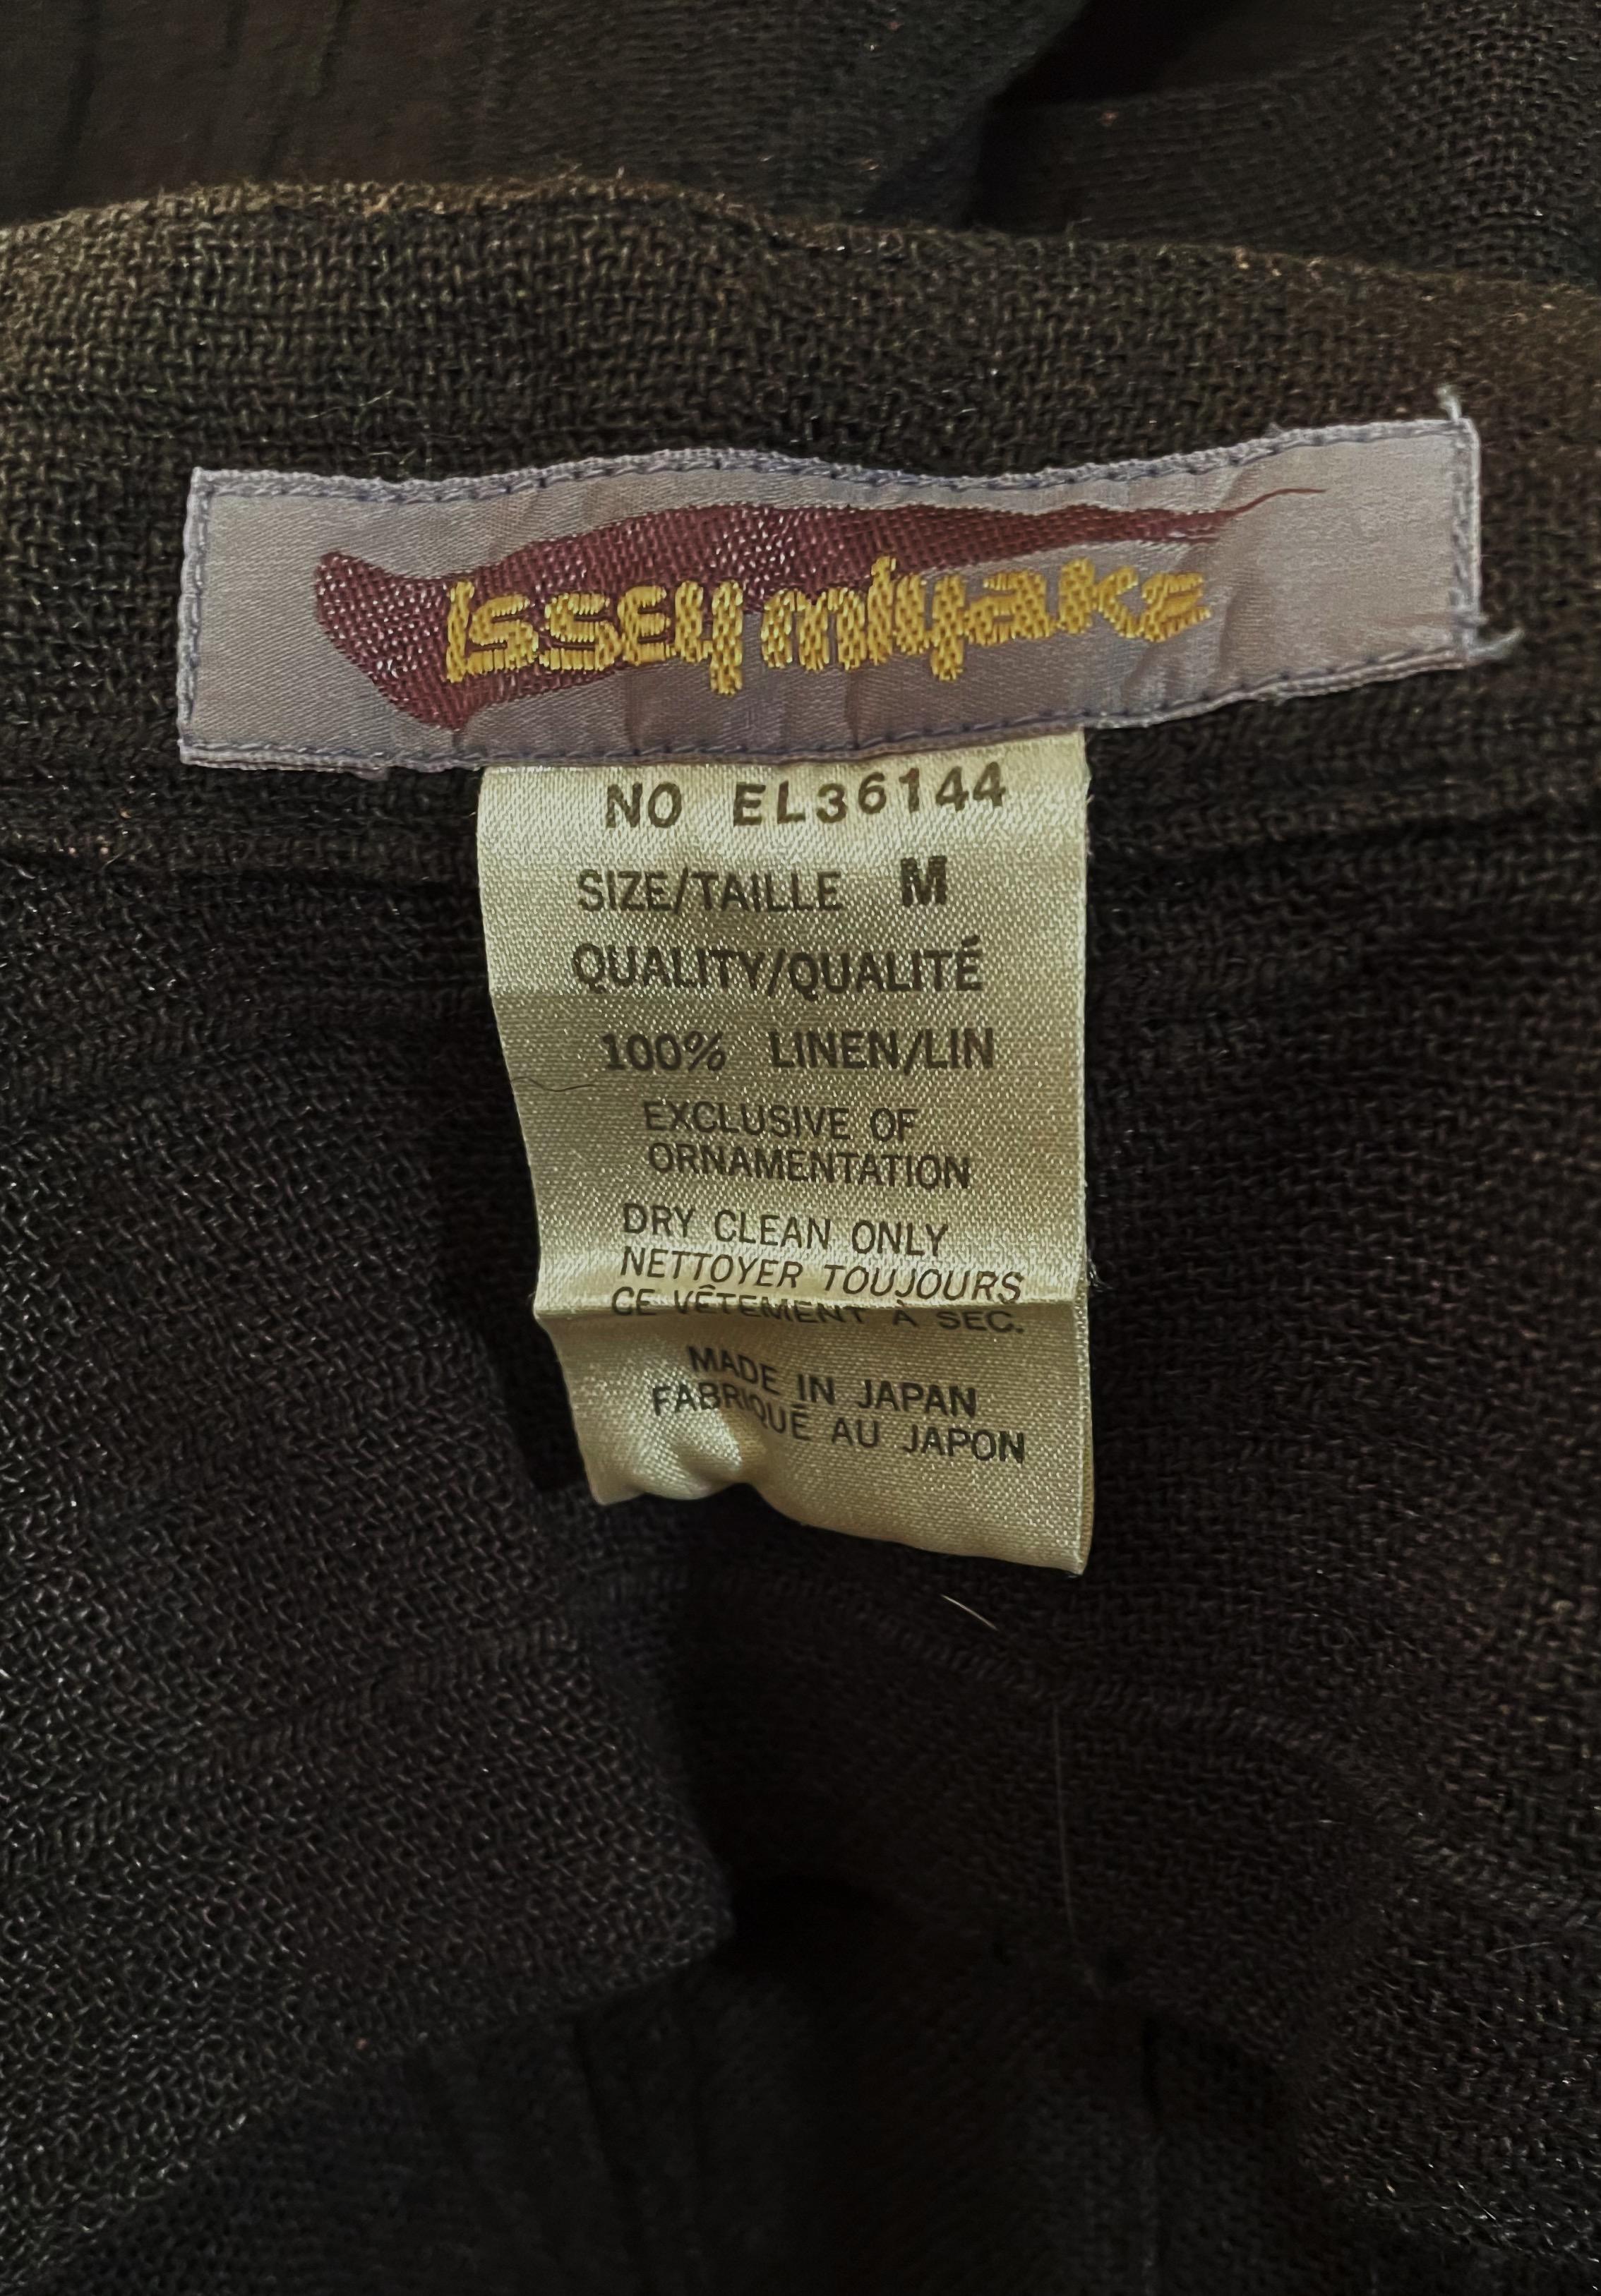 ISSEY MIYAKE
NO EL36144
SIZE/TAILLE M
QUALITY/QUALITÉ
100% LINEN/LIN
EXCLUSIVE OF
ORNAMENTATION
DRY CLEAN ONLY
NETTOYER TOUJOURS
CE VÊTEMENT À SEC.
MADE IN JAPAN
FABRIQUÉ AU JAPON